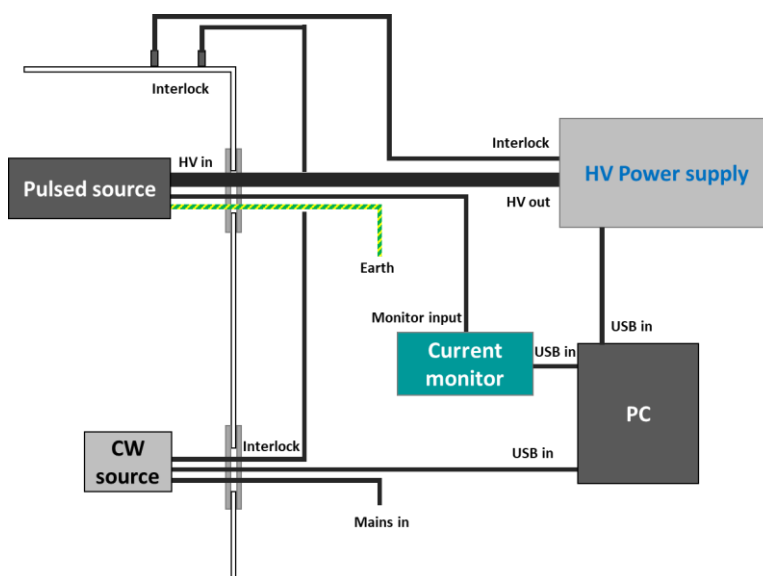 Interlock
Interlock
HV in
Pulsed source
HV Power supply
HV out
Earth
Monitor input
USB in
Current
monitor
USB in
PC
CW
source
Interlock
USB in
Mains in